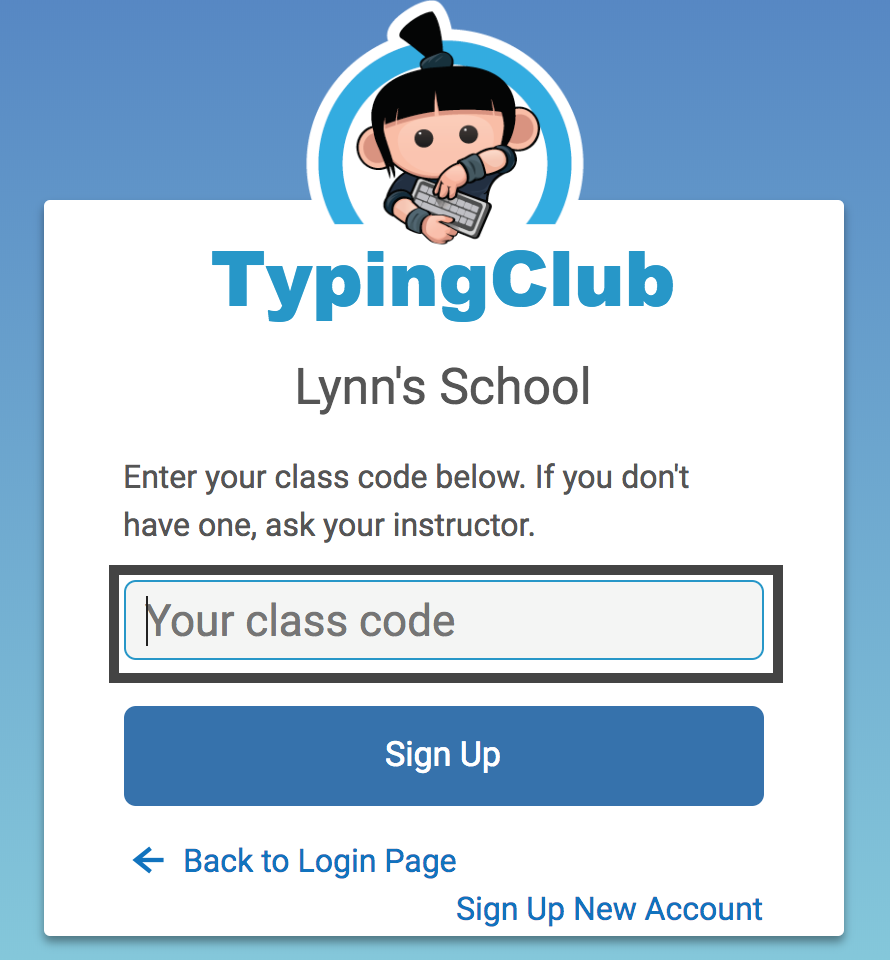 TypingClub
Lynn's School
Enter your class code below. If you don't
have one, ask your instructor.
Your class code
Sign Up
Back to Login Page
Sign Up New Account